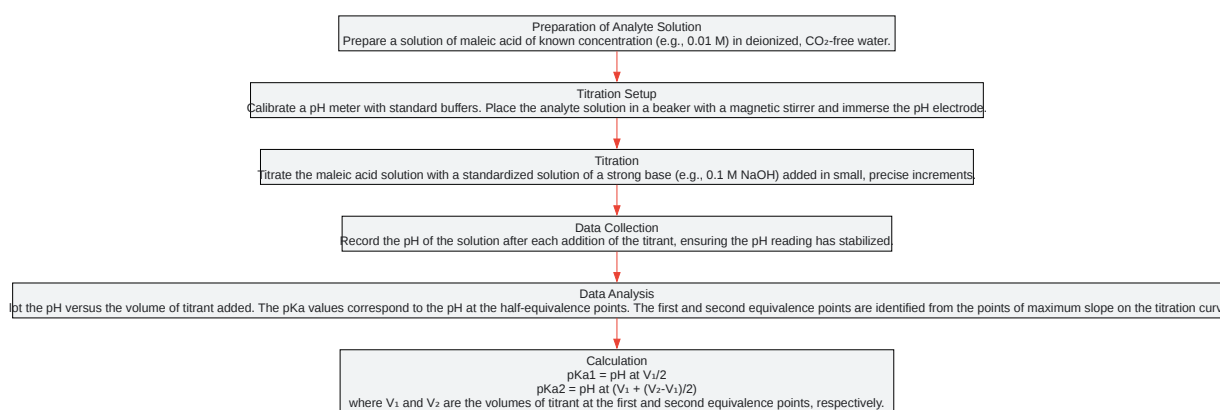 Preparation of Analyte Solution
Prepare a solution of maleic acid of known concentration (e.g., 0.01 M) in deionized, CO₂-free water.
Titration Setup
Calibrate a pH meter with standard buffers. Place the analyte solution in a beaker with a magnetic stirrer and immerse the pH electrode.
Titration
Titrate the maleic acid solution with a standardized solution of a strong base (e.g., 0.1 M NaOH) added in small, precise increments.
Data Collection
Record the pH of the solution after each addition of the titrant, ensuring the pH reading has stabilized.
Data Analysis
lot the pH versus the volume of titrant added. The pKa values correspond to the pH at the half-equivalence points. The first and second equivalence points are identified from the points of maximum slope on the titration curv
Calculation
pKa1 = pH at V₁/2
pKa2 = pH at (V₁ + (V₂-V₁)/2)
where V₁ and V₂ are the volumes of titrant at the first and second equivalence points, respectively.